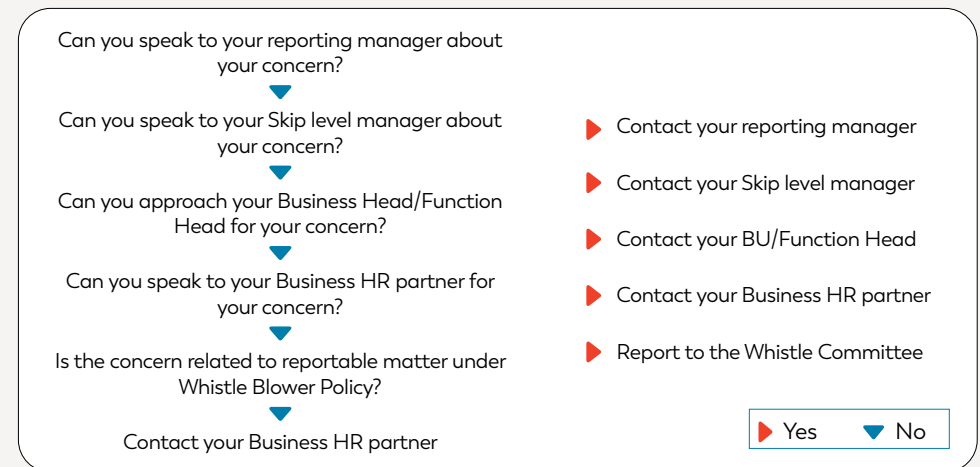 Can you speak to your reporting manager about
your concern?
Can you speak to your Skip level manager about
your concern?
Can you approach your Business Head/Function
Head for your concern?
Can you speak to your Business HR partner for
your concern?
Is the concern related to reportable matter under
Whistle Blower Policy?
Contact your Business HR partner
Contact your reporting manager
Contact your Skip level manager
Contact your BU/Function Head
Contact your Business HR partner
Report to the Whistle Committee
Yes No